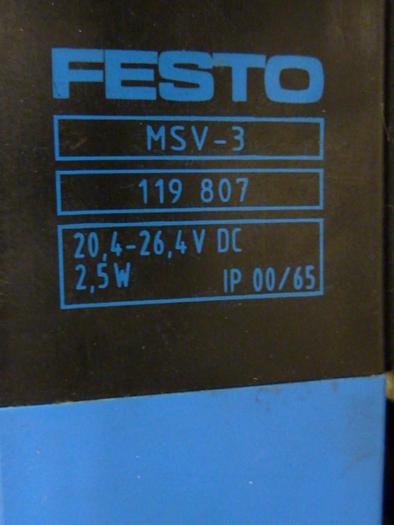 FESTO
MSV-3
119 807
20,4-26,4V DC
2,5W IP 00/65